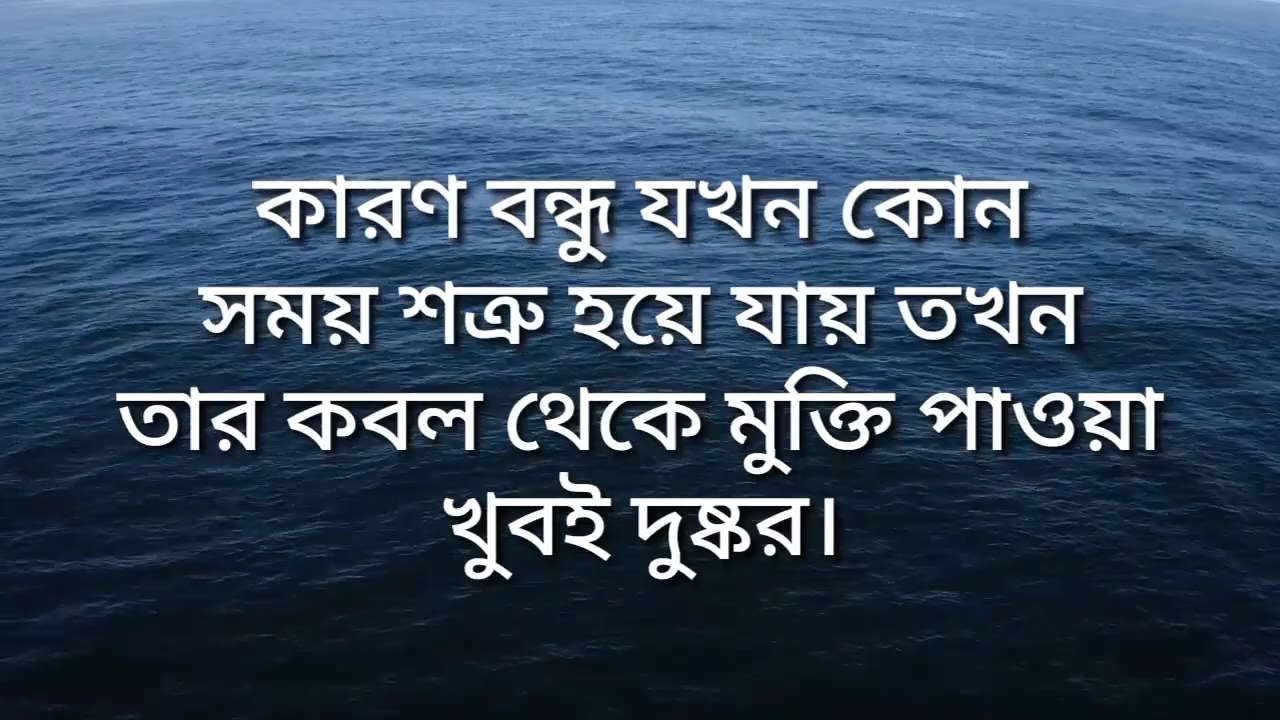 কারণ বন্ধু যখন কোন
সময় শত্রু হয়ে যায় তখন
তার কবল থেকে মুক্তি পাওয়া
খুবই দুষ্কর।